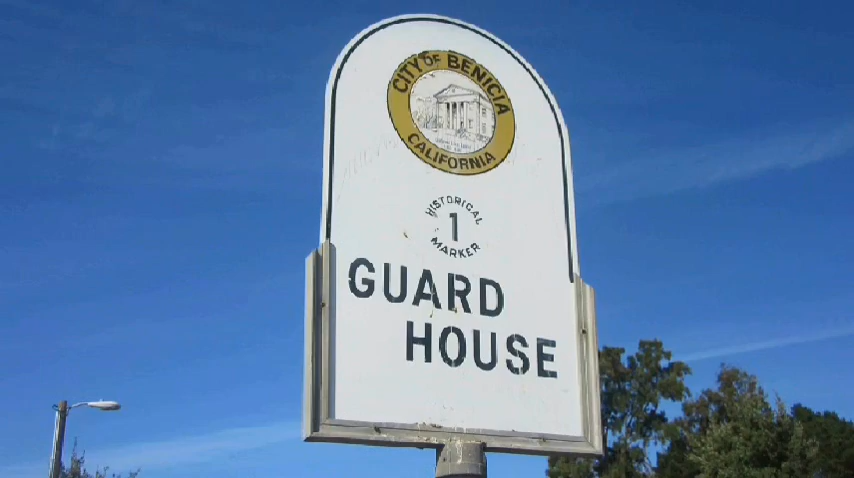 CITY OF BENICIA
CALIFORNIA
HISTORICAL
1
MARKER
GUARD
HOUSE